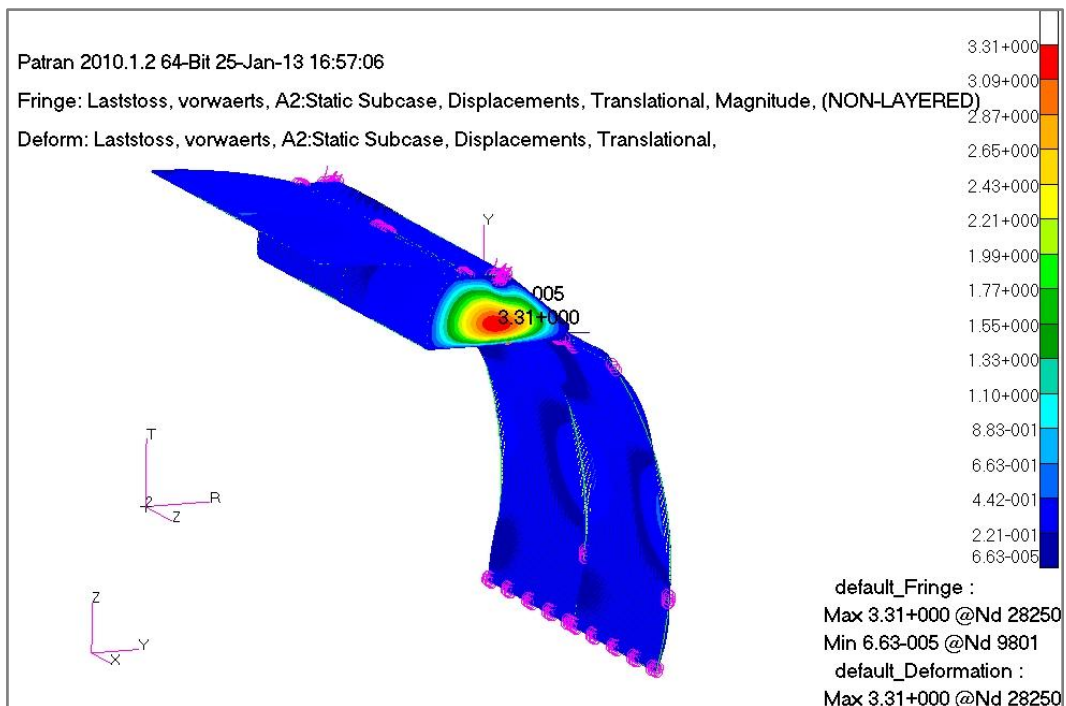 Patran 2010.1.2 64-Bit 25-Jan-13 16:57:06
Fringe: Laststoss, vorwaerts, A2:Static Subcase, Displacements, Translational, Magnitude, (NON-LAYERED)
Deform: Laststoss, vorwaerts, A2:Static Subcase, Displacements, Translational,
3.31+000
3.09+000
2.87+000
2.65+000
2.43+000
2.21+000
1.99+000
1.77+000
1.55+000
1.33+000
1.10+000
8.83-001
6.63-001
4.42-001
2.21-001
6.63-005
Y
005
3.31+000
T
R
Z
Z
Y
X
default_Fringe :
Max 3.31+000 @Nd 28250
Min 6.63-005 @Nd 9801
default_Deformation :
Max 3.31+000 @Nd 28250